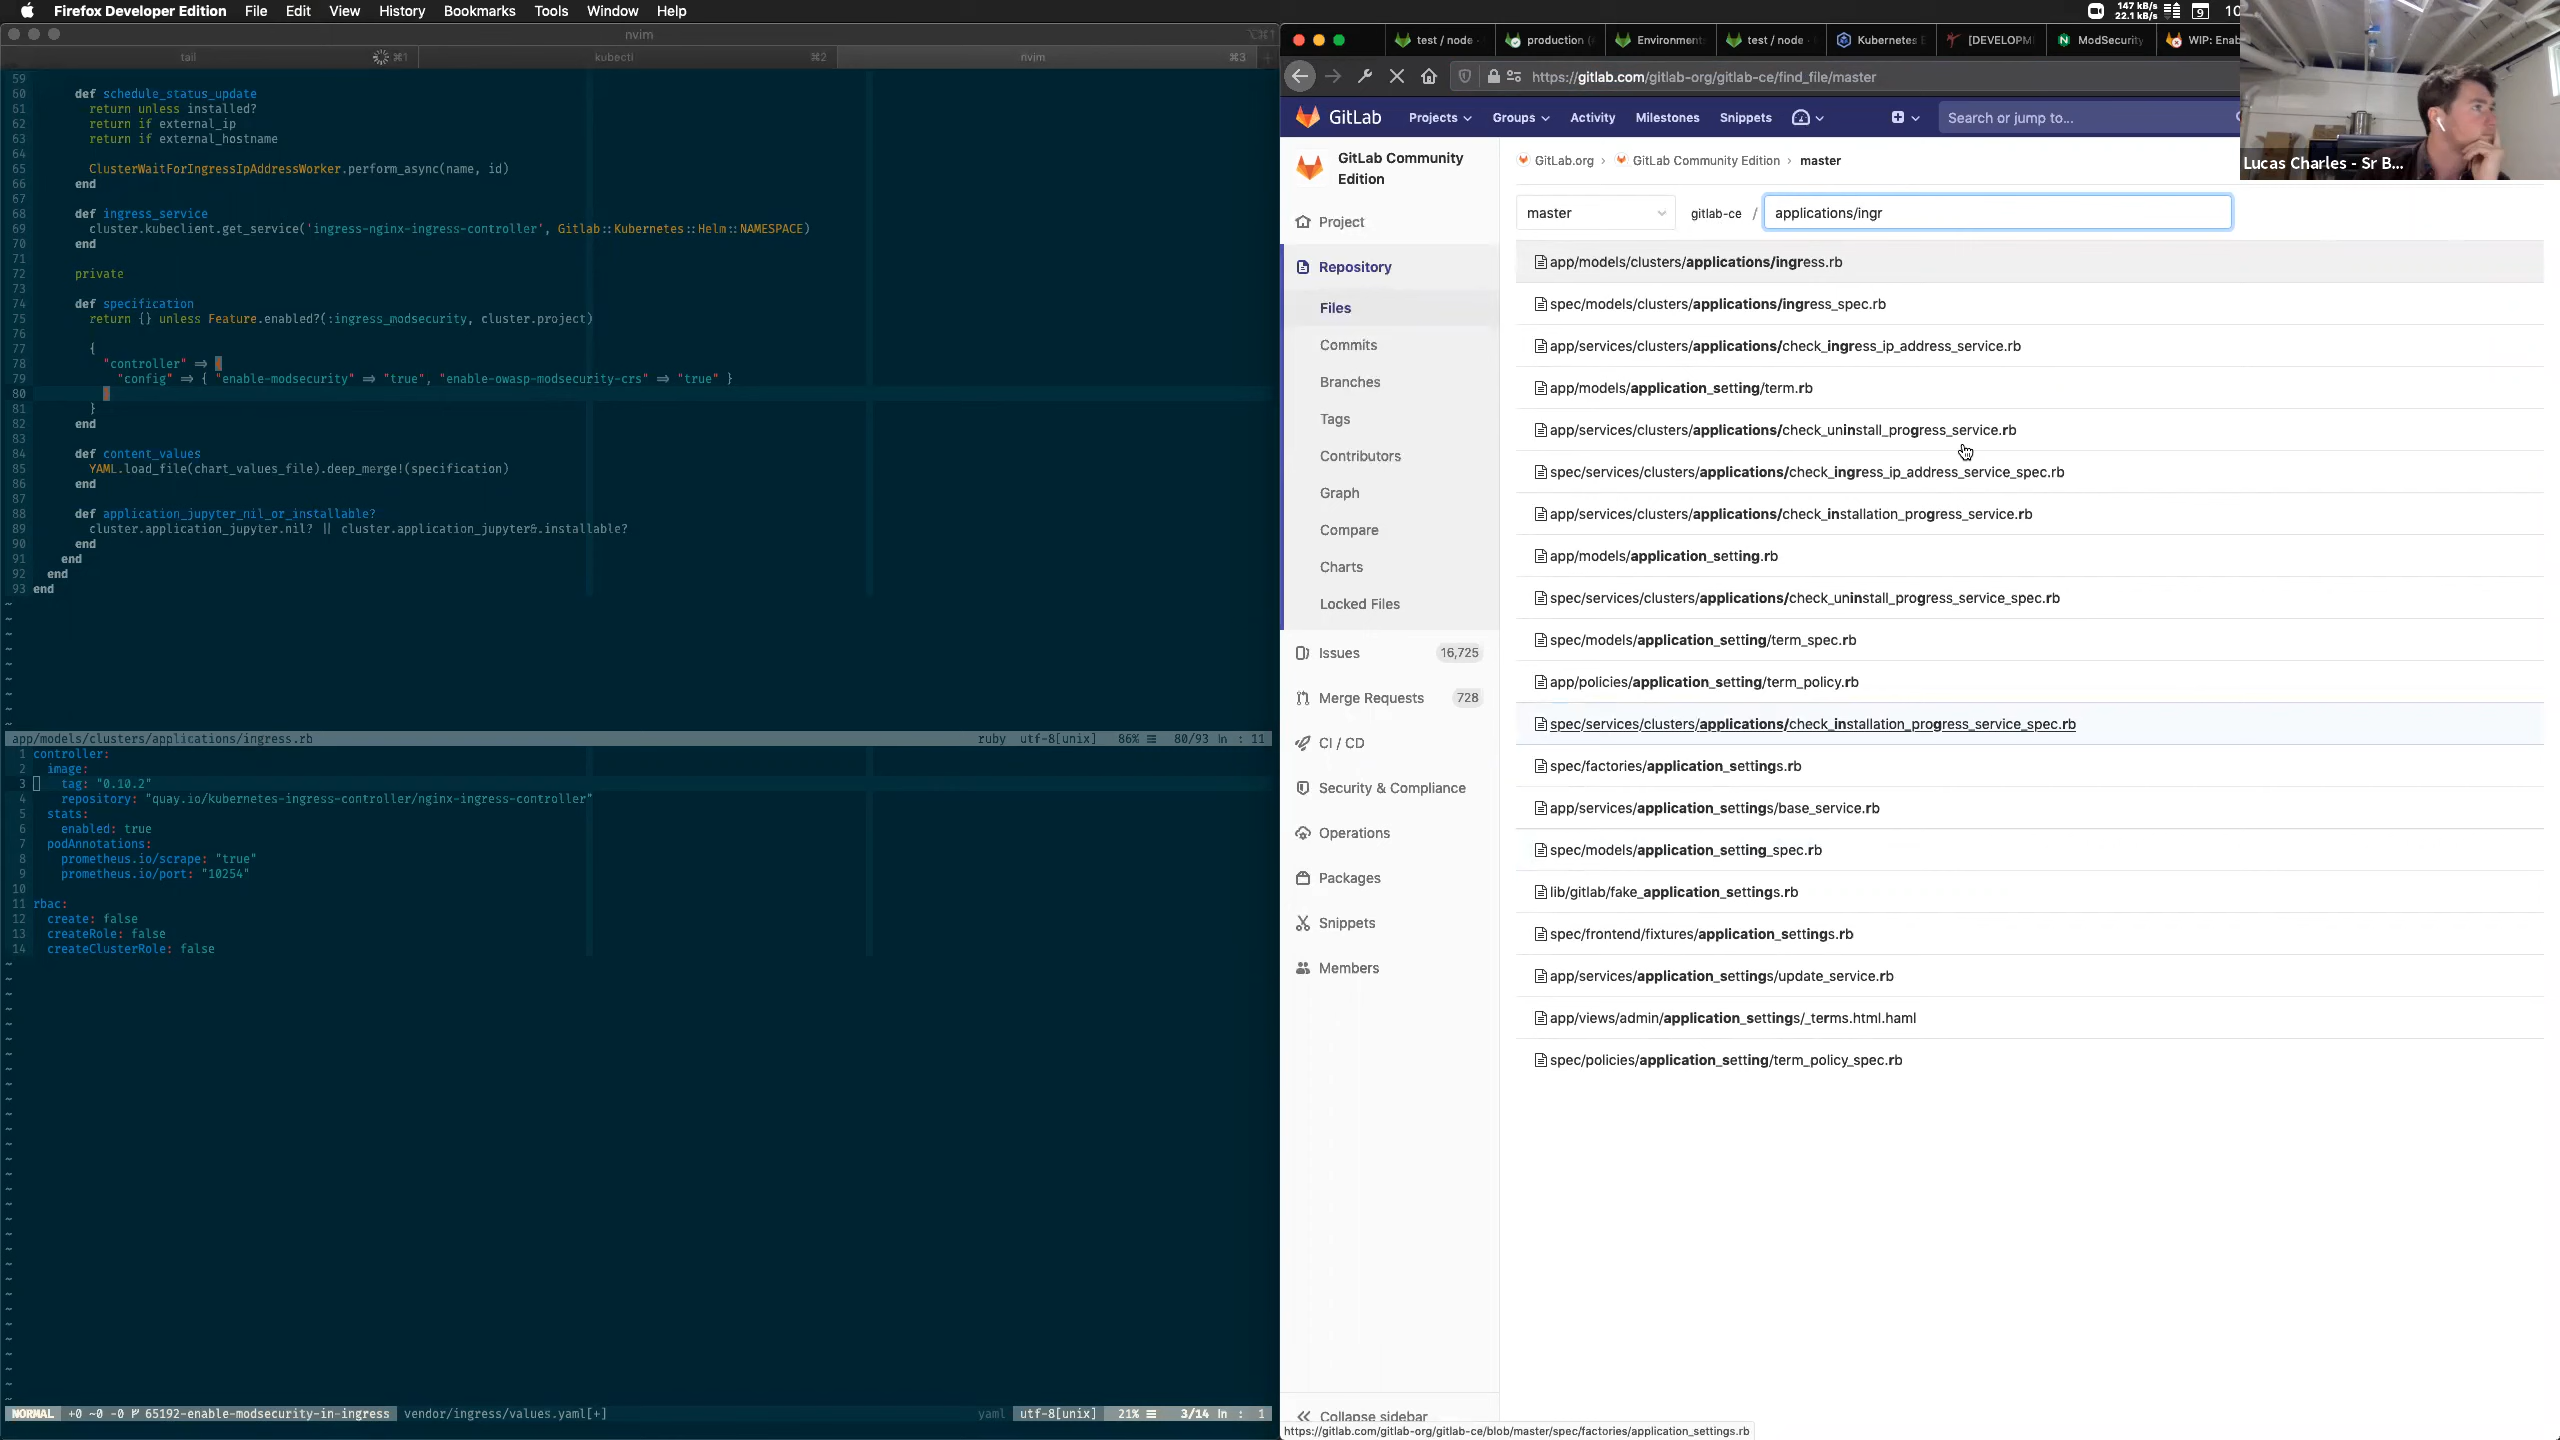 Firefox Developer Edition File Edit View History Bookmarks Tools Window Help
147 kB/s
22.1 kB/s
9
10
nvim
⌥⌘1
tail ⌘1
kubectl ⌘2
nvim ⌘3
59
60 def schedule_status_update
61 return unless installed?
62 return if external_ip
63 return if external_hostname
64
65 ClusterWaitForIngressIpAddressWorker.perform_async(name, id)
66 end
67
68 def ingress_service
69 cluster.kubeclient.get_service('ingress-nginx-ingress-controller', Gitlab::Kubernetes::Helm::NAMESPACE)
70 end
71
72 private
73
74 def specification
75 return {} unless Feature.enabled?(:ingress_modsecurity, cluster.project)
76
77 {
78 "controller" => {
79 "config" => { "enable-modsecurity" => "true", "enable-owasp-modsecurity-crs" => "true" }
80 }
81 }
82 end
83
84 def content_values
85 YAML.load_file(chart_values_file).deep_merge!(specification)
86 end
87
88 def application_jupyter_nil_or_installable?
89 cluster.application_jupyter.nil? || cluster.application_jupyter&.installable?
90 end
91 end
92 end
93 end
app/models/clusters/applications/ingress.rb ruby utf-8[unix] 86% ☰ 80/93 ln : 11
1 controller:
2 image:
3 tag: "0.10.2"
4 repository: "quay.io/kubernetes-ingress-controller/nginx-ingress-controller"
5 stats:
6 enabled: true
7 podAnnotations:
8 prometheus.io/scrape: "true"
9 prometheus.io/port: "10254"
10
11 rbac:
12 create: false
13 createRole: false
14 createClusterRole: false
NORMAL +0 ~0 -0 65192-enable-modsecurity-in-ingress vendor/ingress/values.yaml[+] yaml utf-8[unix] 21% ☰ 3/14 ln : 1
test / node -
production (
Environment
test / node -
Kubernetes E
[DEVELOPM
ModSecurity
WIP: Enab
https://gitlab.com/gitlab-org/gitlab-ce/find_file/master
GitLab Projects Groups Activity Milestones Snippets
Search or jump to...
Lucas Charles - Sr B...
GitLab Community
Edition
Project
Repository
Files
Commits
Branches
Tags
Contributors
Graph
Compare
Charts
Locked Files
Issues 16,725
Merge Requests 728
CI / CD
Security & Compliance
Operations
Packages
Snippets
Members
Collapse sidebar
GitLab.org › GitLab Community Edition › master
master
gitlab-ce / applications/ingr
app/models/clusters/applications/ingress.rb
spec/models/clusters/applications/ingress_spec.rb
app/services/clusters/applications/check_ingress_ip_address_service.rb
app/models/application_setting/term.rb
app/services/clusters/applications/check_uninstall_progress_service.rb
spec/services/clusters/applications/check_ingress_ip_address_service_spec.rb
app/services/clusters/applications/check_installation_progress_service.rb
app/models/application_setting.rb
spec/services/clusters/applications/check_uninstall_progress_service_spec.rb
spec/models/application_setting/term_spec.rb
app/policies/application_setting/term_policy.rb
spec/services/clusters/applications/check_installation_progress_service_spec.rb
spec/factories/application_settings.rb
app/services/application_settings/base_service.rb
spec/models/application_setting_spec.rb
lib/gitlab/fake_application_settings.rb
spec/frontend/fixtures/application_settings.rb
app/services/application_settings/update_service.rb
app/views/admin/application_settings/_terms.html.haml
spec/policies/application_setting/term_policy_spec.rb
https://gitlab.com/gitlab-org/gitlab-ce/blob/master/spec/factories/application_settings.rb